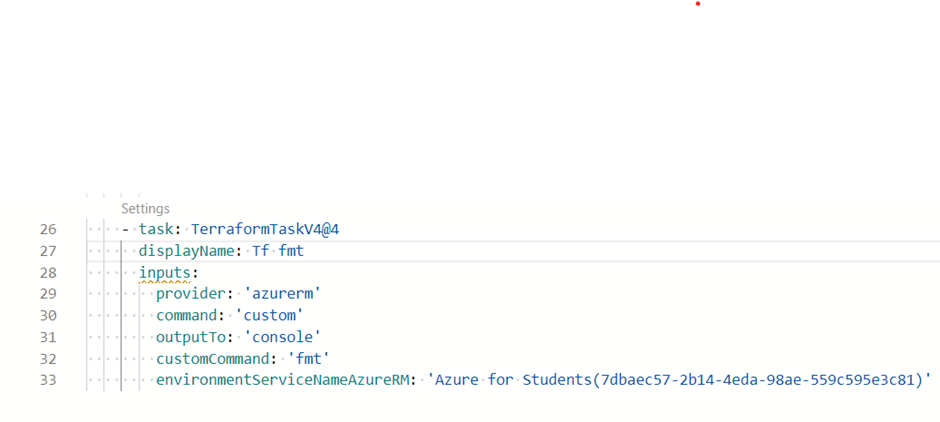 Settings
26 - task: TerraformTaskV4@4
27 displayName: Tf fmt
28 inputs:
29 provider: 'azurerm'
30 command: 'custom'
31 outputTo: 'console'
32 customCommand: 'fmt'
33 environmentServiceNameAzureRM: 'Azure for Students(7dbaec57-2b14-4eda-98ae-559c595e3c81)'